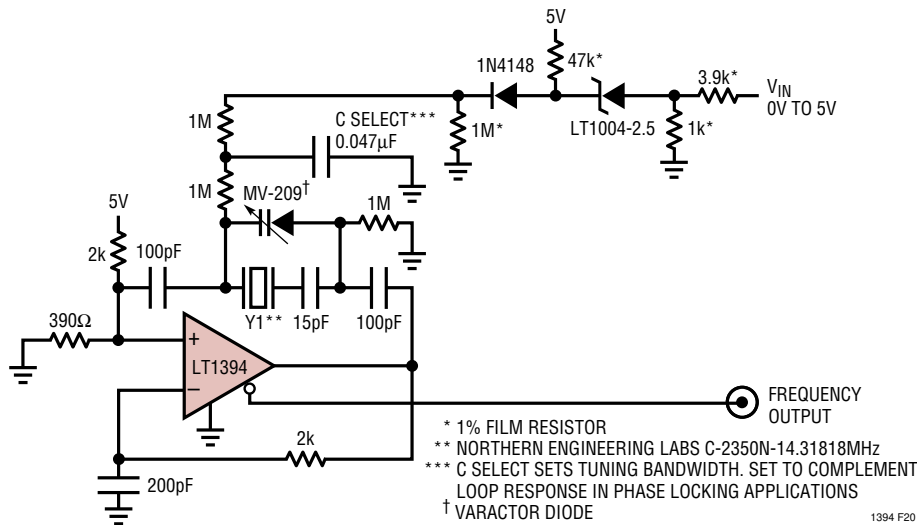 5V
1N4148
47k*
3.9k*
VIN
0V TO 5V
LT1004-2.5
1k*
1M*
1M
C SELECT***
0.047µF
1M
MV-209†
1M
5V
2k
100pF
Y1**
15pF
100pF
390Ω
+
LT1394
−
2k
200pF
FREQUENCY
OUTPUT
* 1% FILM RESISTOR
** NORTHERN ENGINEERING LABS C-2350N-14.31818MHz
*** C SELECT SETS TUNING BANDWIDTH. SET TO COMPLEMENT
LOOP RESPONSE IN PHASE LOCKING APPLICATIONS
† VARACTOR DIODE
1394 F20